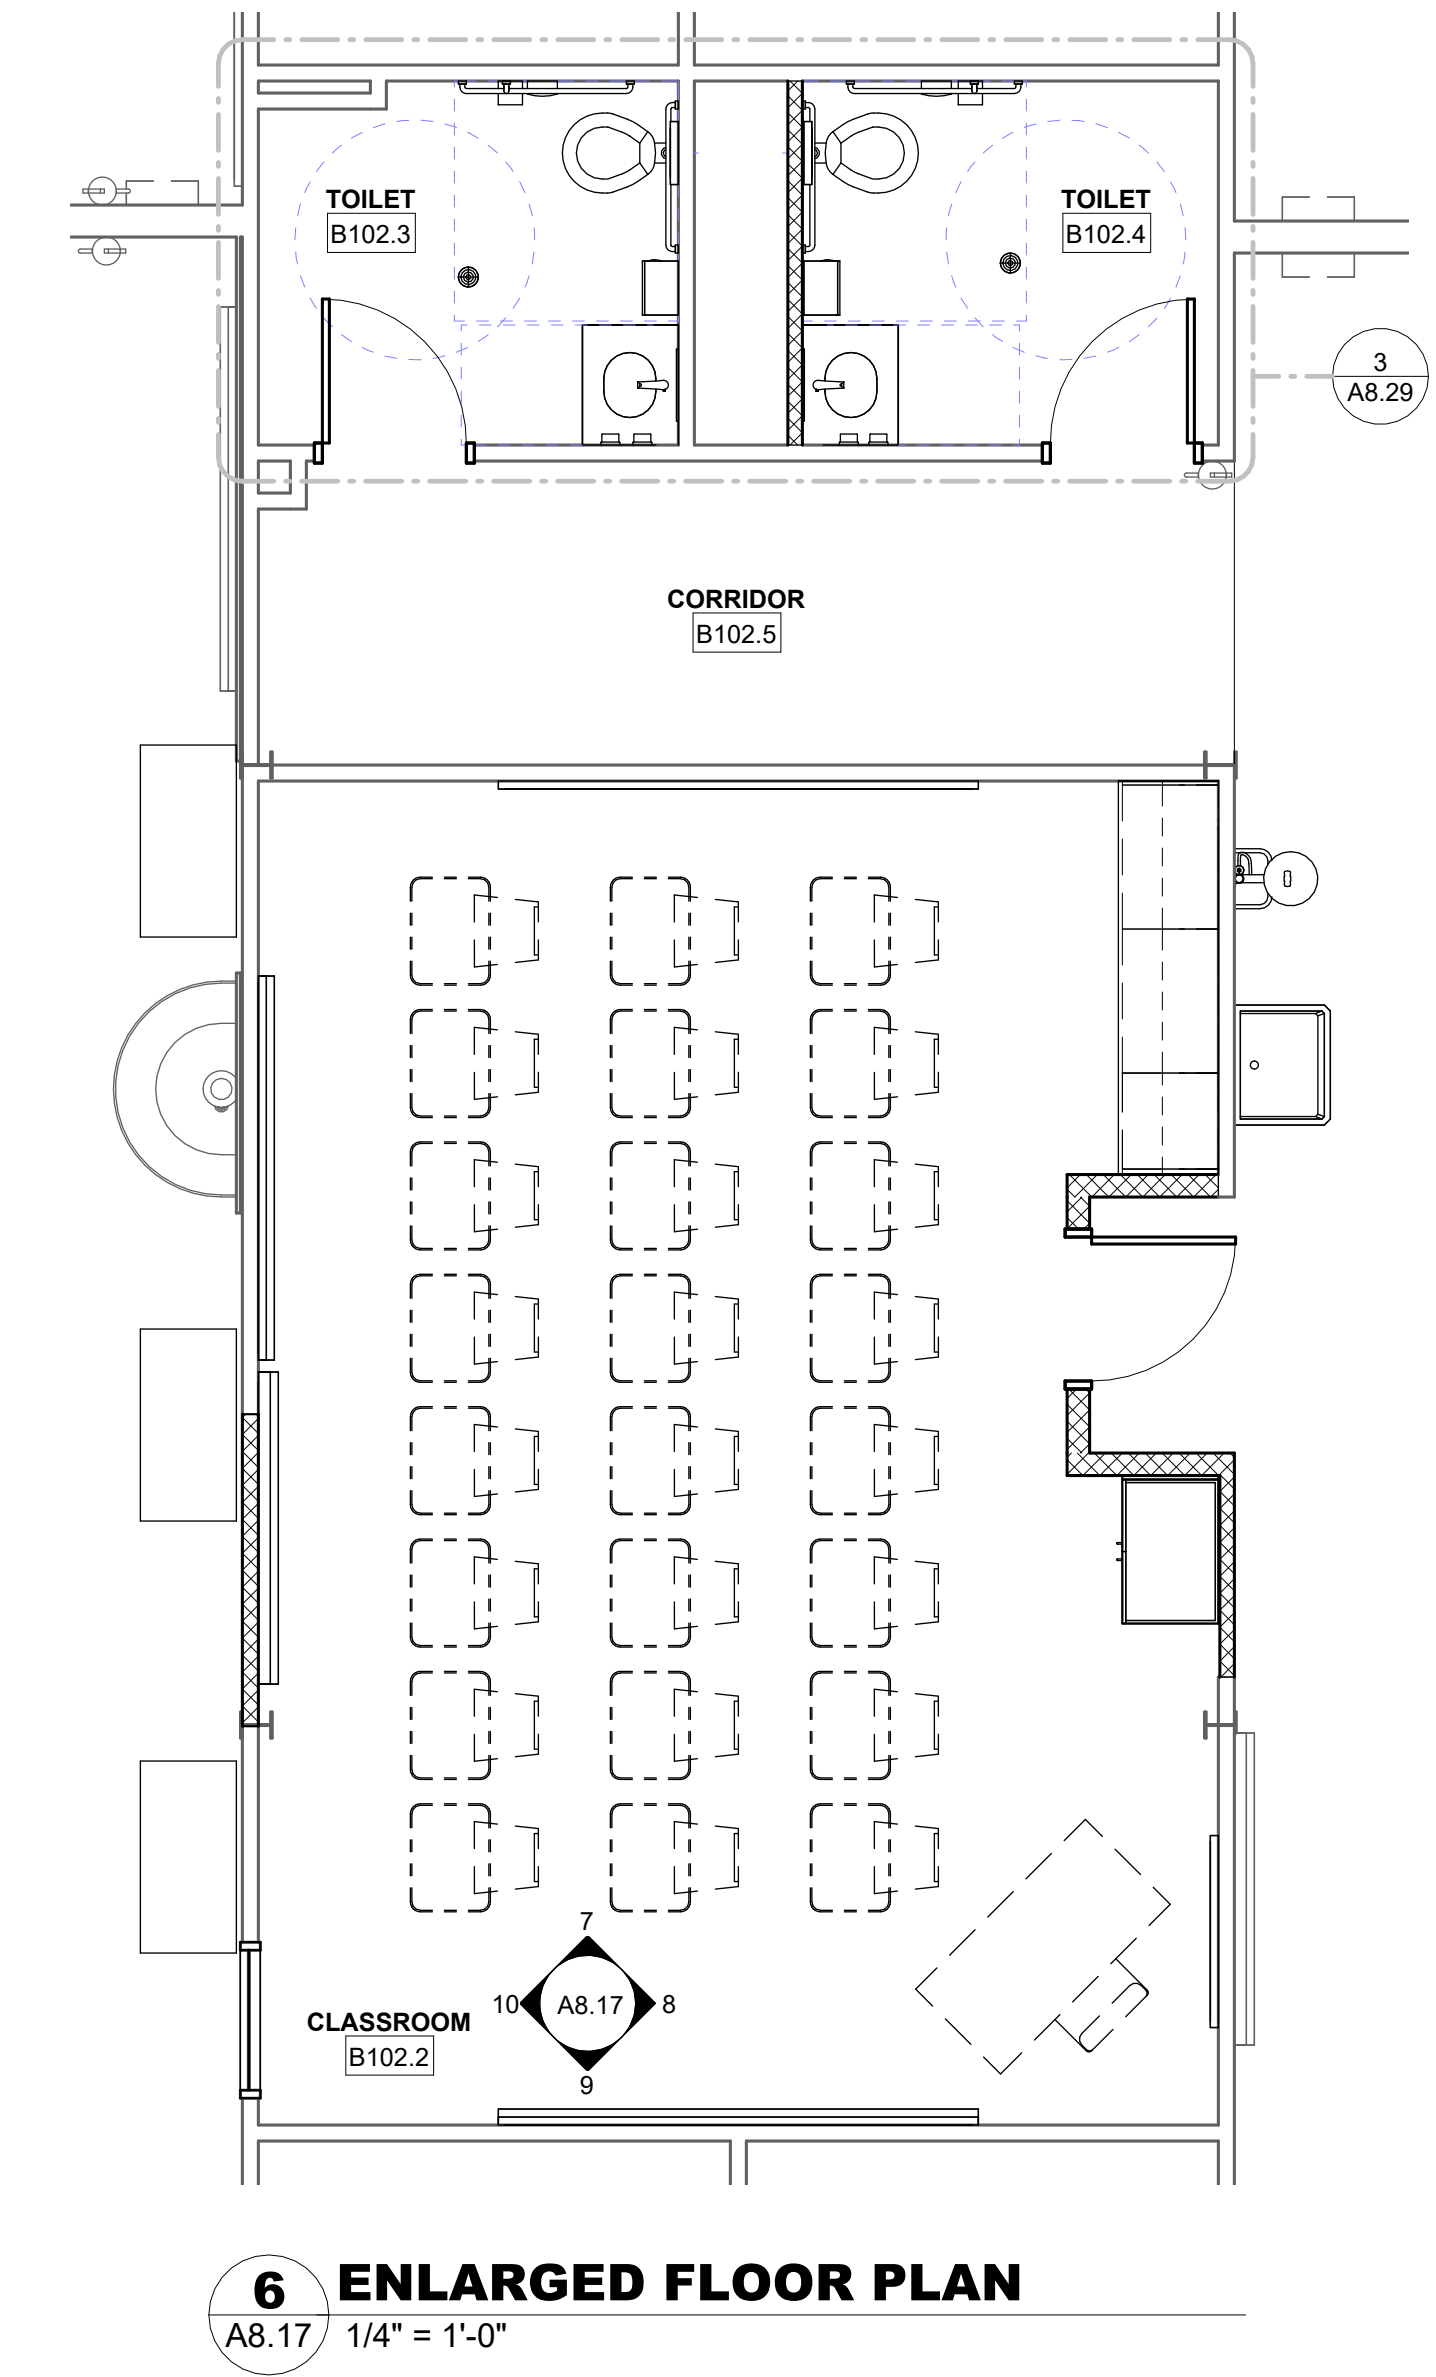 TOILET
B102.3
TOILET
B102.4
3
A8.29
CORRIDOR
B102.5
7
10
A8.17
8
9
CLASSROOM
B102.2
6
ENLARGED FLOOR PLAN
A8.17
1/4" = 1'-0"